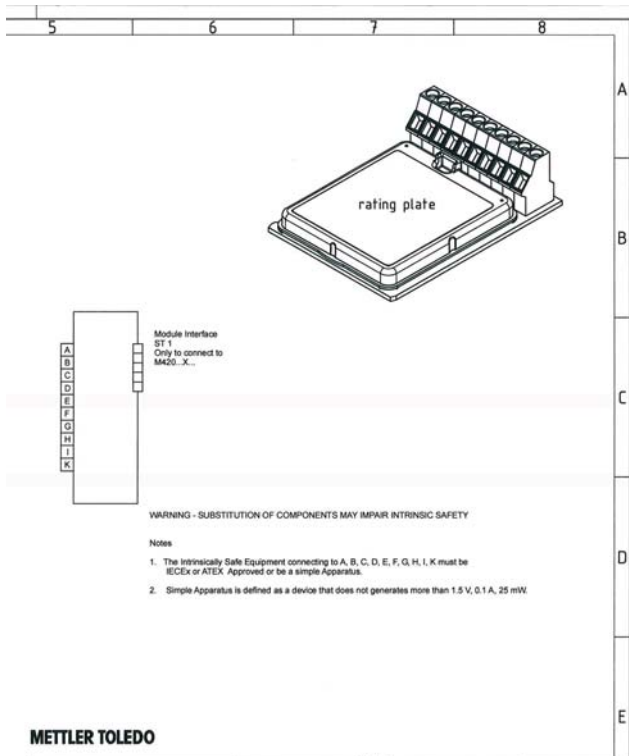 5 6 7 8
A
rating plate
B
Module Interface
ST 1
Only to connect to
M420...X...
A
B
C
D
E
F
G
H
I
K
C
WARNING - SUBSTITUTION OF COMPONENTS MAY IMPAIR INTRINSIC SAFETY
Notes
D
1. The Intrinsically Safe Equipment connecting to A, B, C, D, E, F, G, H, I, K must be
IECEx or ATEX Approved or be a simple Apparatus.
2. Simple Apparatus is defined as a device that does not generates more than 1.5 V, 0.1 A, 25 mW.
E
METTLER TOLEDO